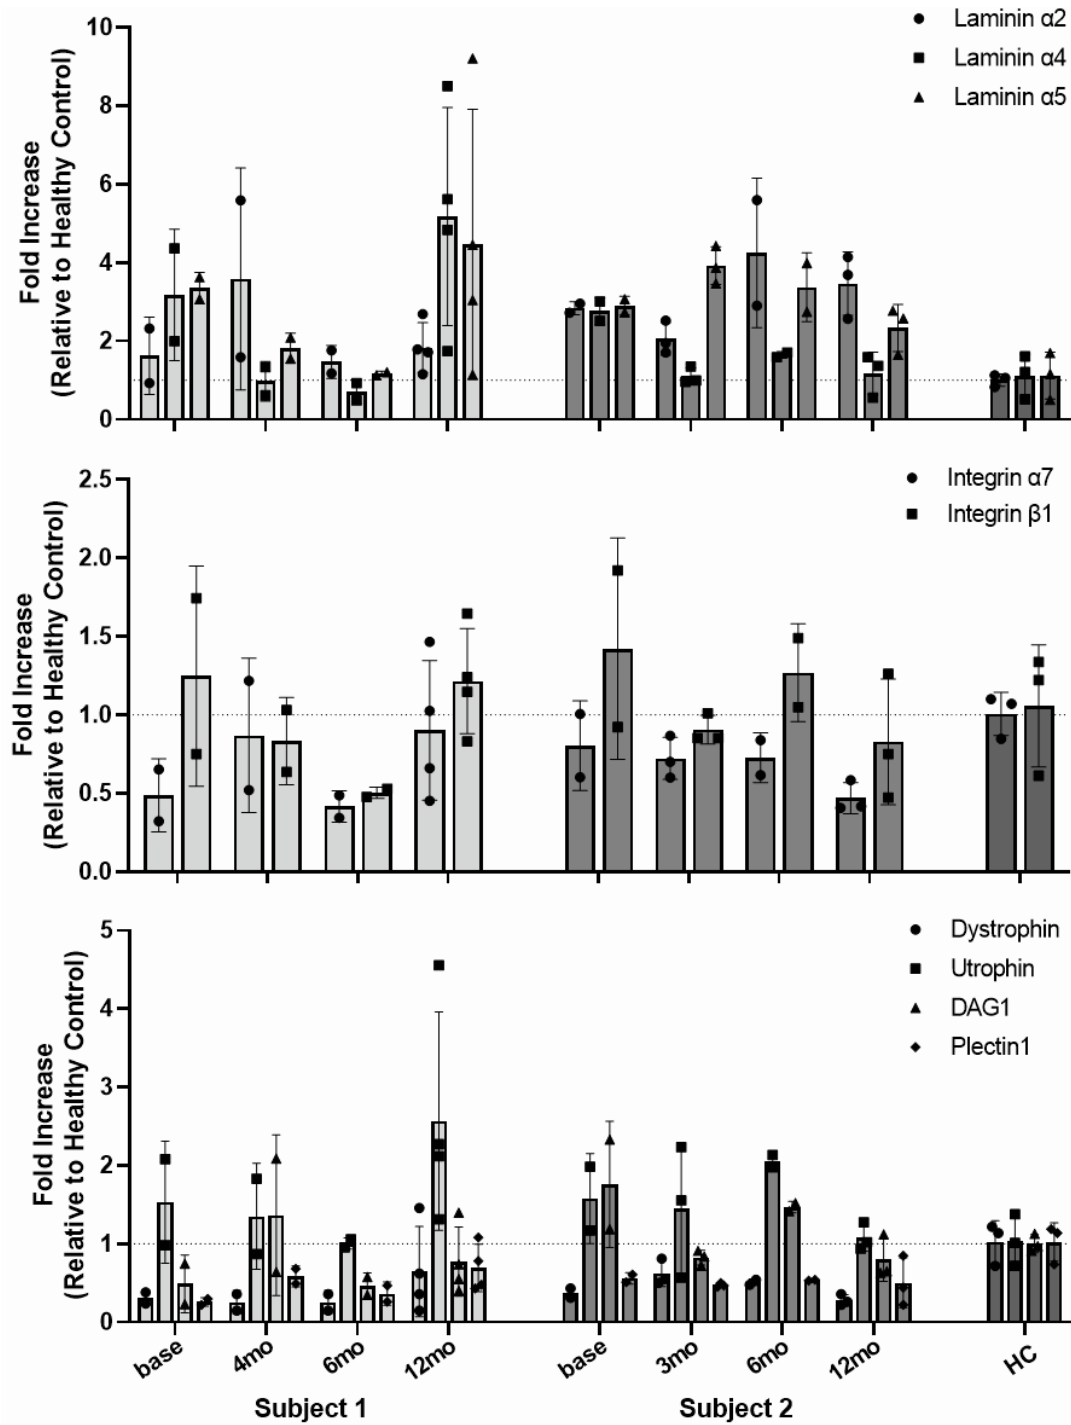 Fold Increase
(Relative to Healthy Control)
10
8
6
4
2
0
Laminin α2
Laminin α4
Laminin α5
Fold Increase
(Relative to Healthy Control)
2.5
2.0
1.5
1.0
0.5
0.0
Integrin α7
Integrin β1
Fold Increase
(Relative to Healthy Control)
5
4
3
2
1
0
Dystrophin
Utrophin
DAG1
Plectin1
base 4mo 6mo 12mo base 3mo 6mo 12mo HC
Subject 1 Subject 2